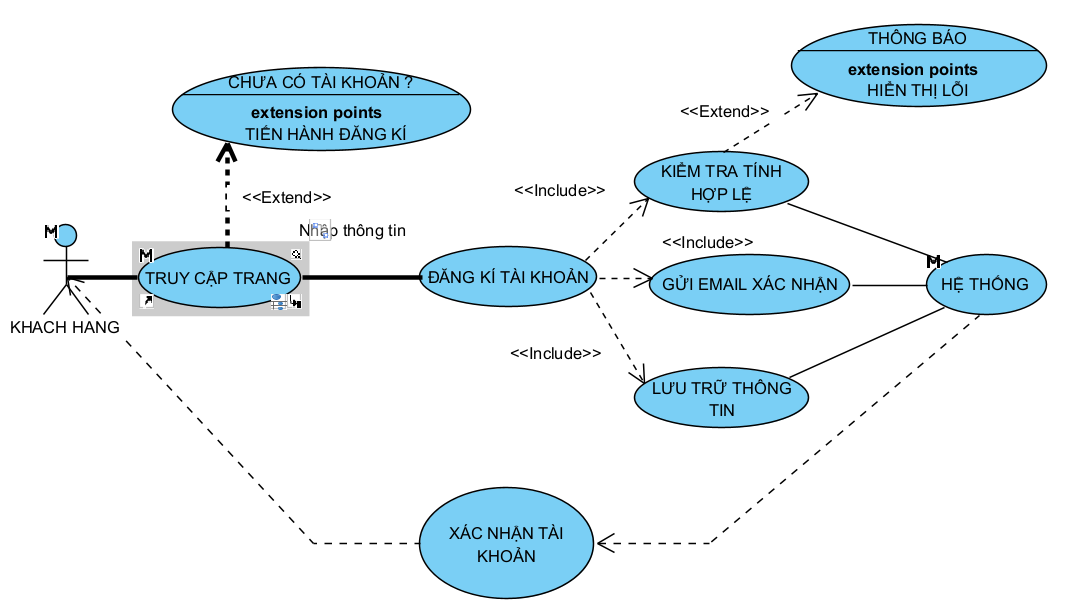 THÔNG BÁO
extension points
HIỂN THỊ LỖI
CHƯA CÓ TÀI KHOẢN ?
extension points
TIẾN HÀNH ĐĂNG KÍ
<<Extend>>
<<Extend>>
KIỂM TRA TÍNH
HỢP LỆ
<<Include>>
Nhập thông tin
<<Include>>
TRUY CẬP TRANG
ĐĂNG KÍ TÀI KHOẢN
GỬI EMAIL XÁC NHẬN
HỆ THỐNG
KHACH HANG
<<Include>>
LƯU TRỮ THÔNG
TIN
XÁC NHẬN TÀI
KHOẢN